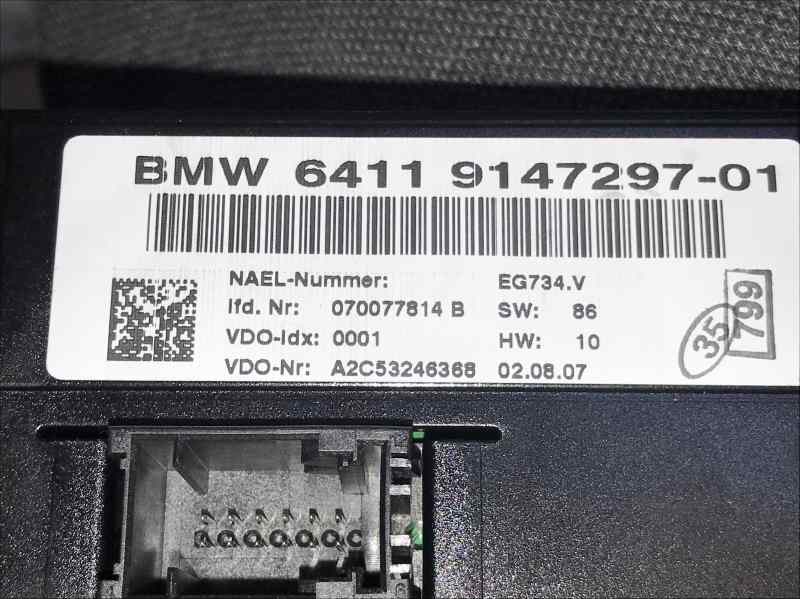 BMW 6411 9147297-01
NAEL-Nummer: EG734.V
lfd. Nr: 070077814 B SW: 86
VDO-Idx: 0001 HW: 10
VDO-Nr: A2C53246368 02.08.07
35
799